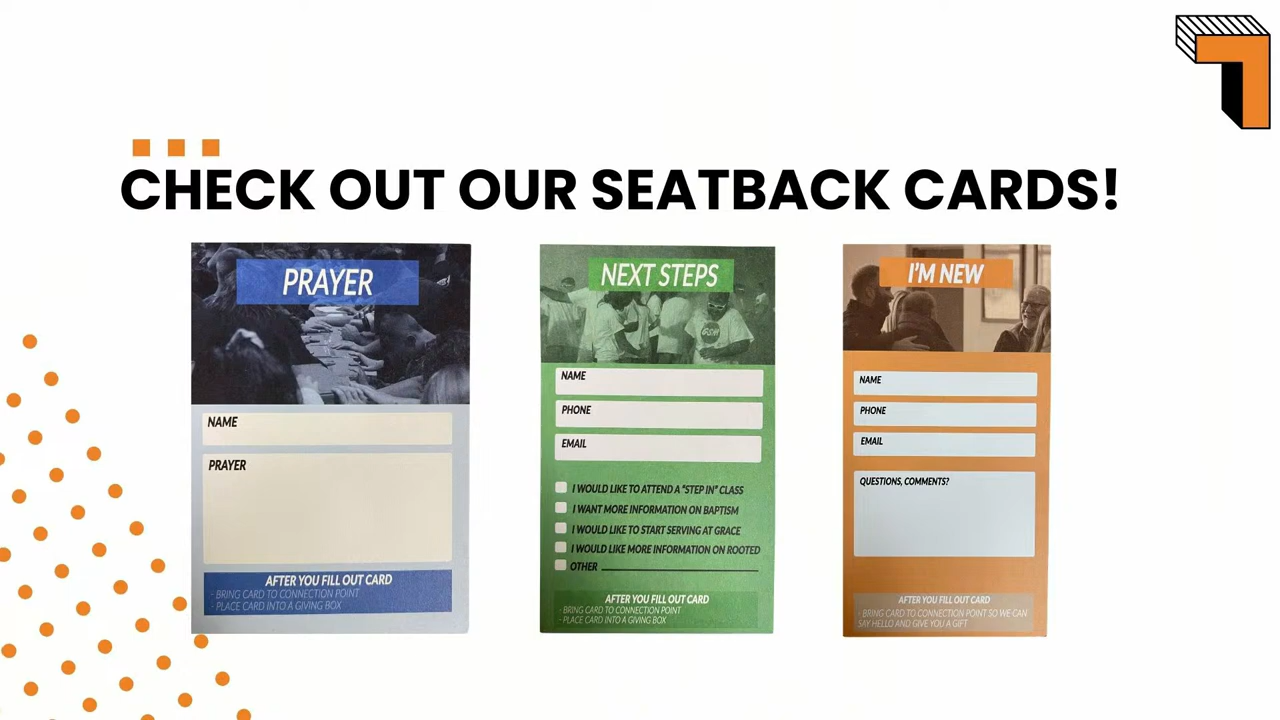 CHECK OUT OUR SEATBACK CARDS!
PRAYER
NAME
PRAYER
AFTER YOU FILL OUT CARD
- BRING CARD TO CONNECTION POINT
- PLACE CARD INTO A GIVING BOX
NEXT STEPS
NAME
PHONE
EMAIL
I WOULD LIKE TO ATTEND A "STEP IN" CLASS
I WANT MORE INFORMATION ON BAPTISM
I WOULD LIKE TO START SERVING AT GRACE
I WOULD LIKE MORE INFORMATION ON ROOTED
OTHER
AFTER YOU FILL OUT CARD
- BRING CARD TO CONNECTION POINT
- PLACE CARD INTO A GIVING BOX
I'M NEW
NAME
PHONE
EMAIL
QUESTIONS, COMMENTS?
AFTER YOU FILL OUT CARD
- BRING CARD TO CONNECTION POINT SO WE CAN
SAY HELLO AND GIVE YOU A GIFT